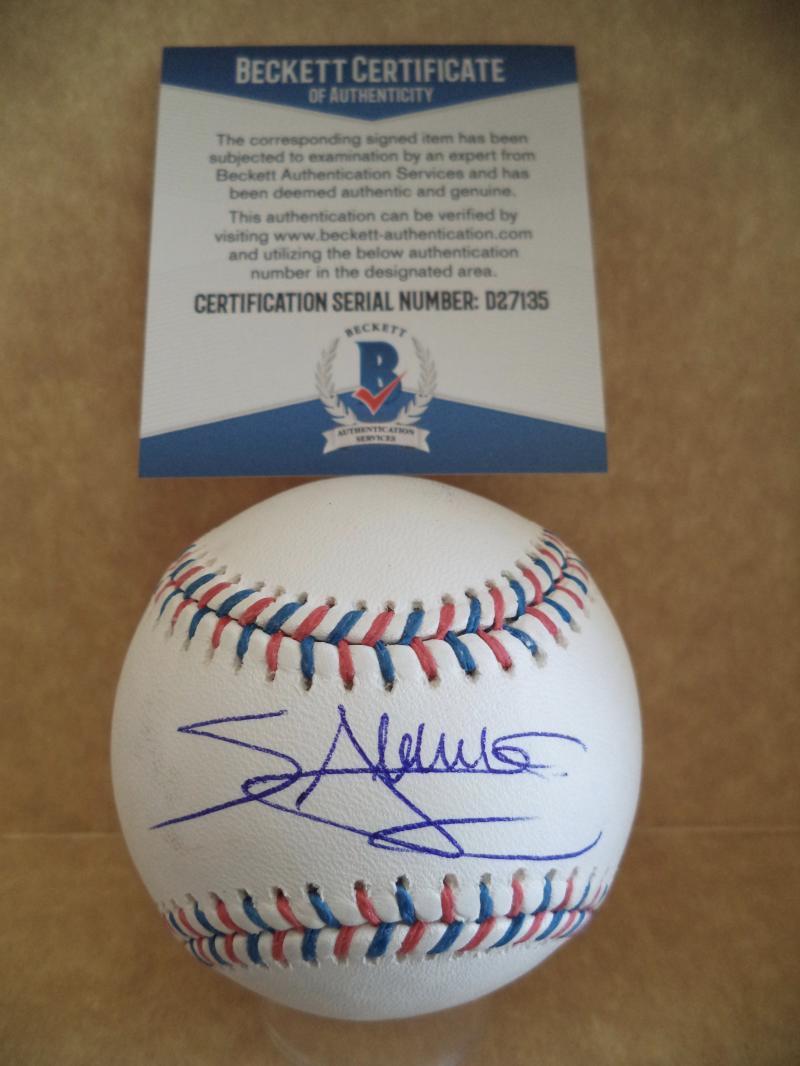 BECKETT CERTIFICATE
OF AUTHENTICITY
The corresponding signed item has been
subjected to examination by an expert from
Beckett Authentication Services and has
been deemed authentic and genuine.
This authentication can be verified by
visiting www.beckett-authentication.com
and utilizing the below authentication
number in the designated area.
CERTIFICATION SERIAL NUMBER: D27135
BECKETT
B
AUTHENTICATION
SERVICES